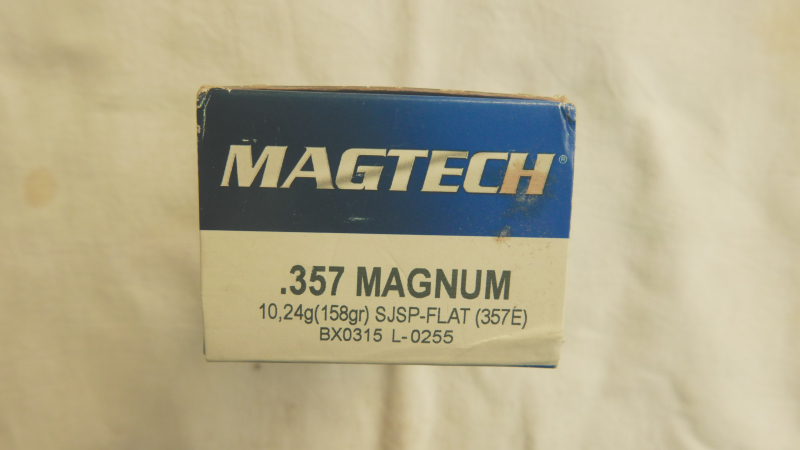 MAGTECH®
.357 MAGNUM
10,24g(158gr) SJSP-FLAT (357E)
BX0315 L-0255